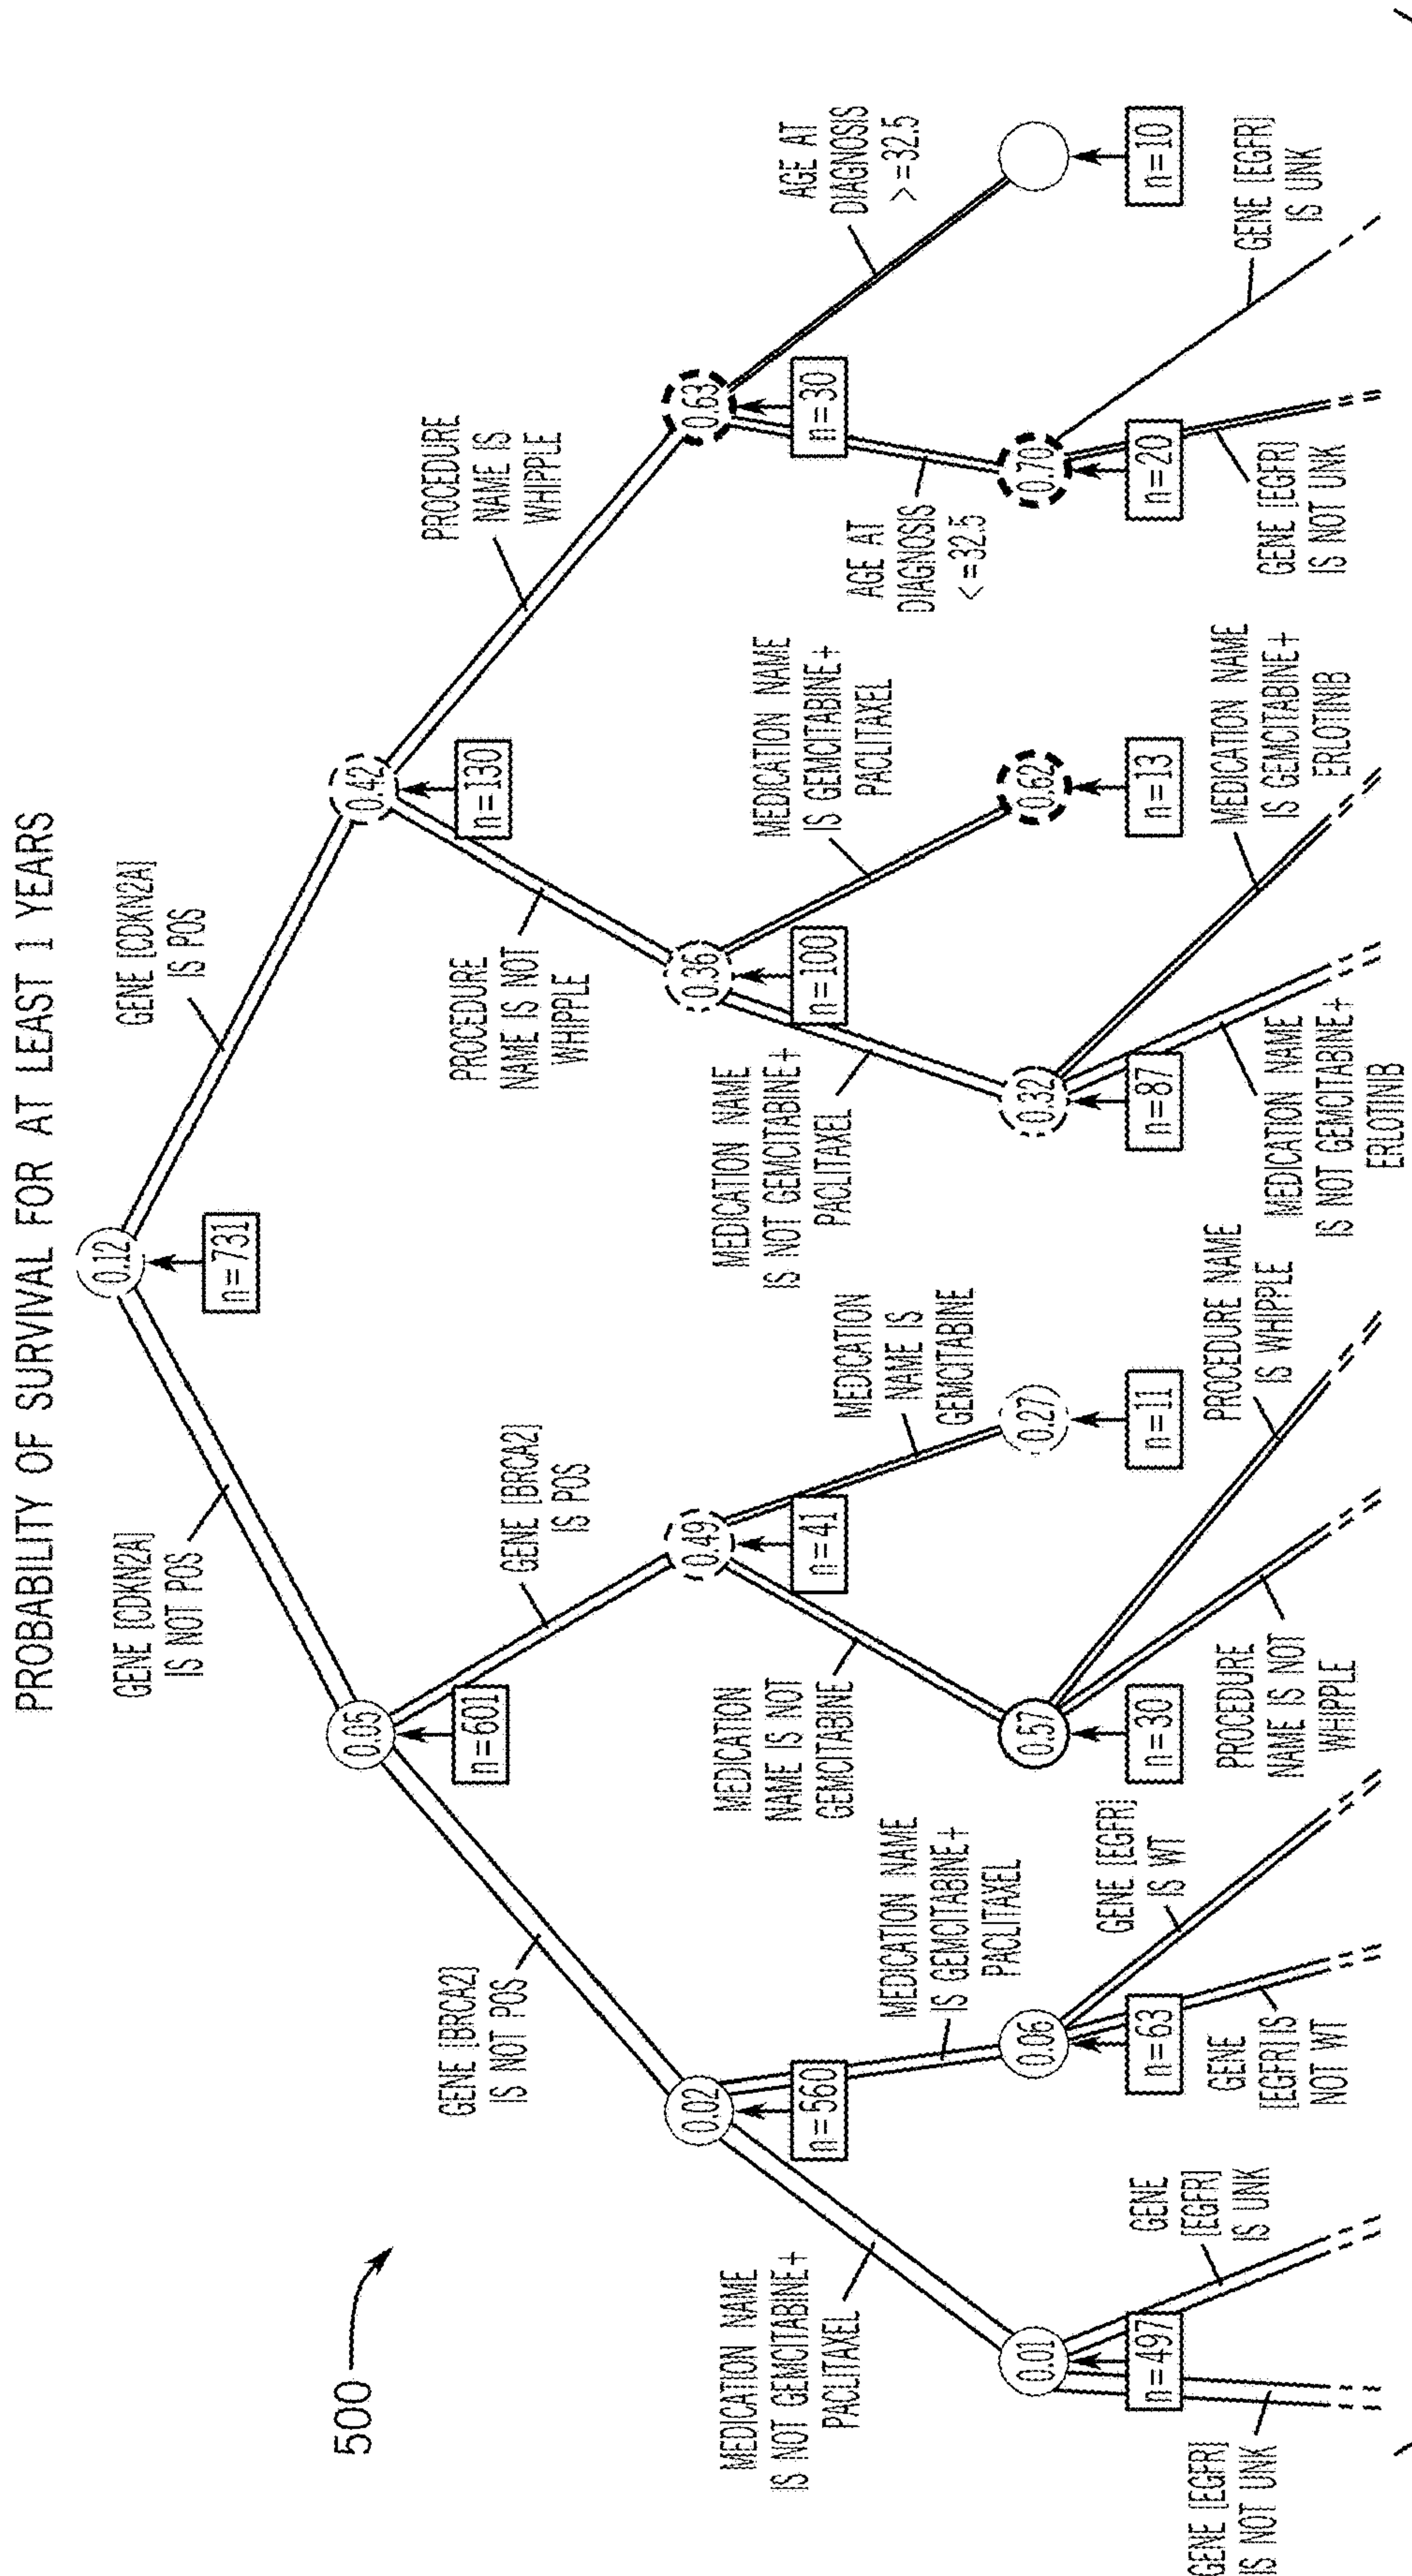 PROBABILITY OF SURVIVAL FOR AT LEAST 1 YEARS
500
0.12
n=731
GENE [CDKN2A]
IS NOT POS
GENE [CDKN2A]
IS POS
0.05
n=601
0.42
n=130
GENE [BRCA2]
IS NOT POS
GENE [BRCA2]
IS POS
PROCEDURE
NAME IS NOT
WHIPPLE
PROCEDURE
NAME IS
WHIPPLE
0.02
n=560
0.49
n=41
0.36
n=100
0.63
n=30
MEDICATION NAME
IS NOT GEMCITABINE+
PACLITAXEL
MEDICATION NAME
IS GEMCITABINE+
PACLITAXEL
MEDICATION
NAME IS NOT
GEMCITABINE
MEDICATION
NAME IS
GEMCITABINE
MEDICATION NAME
IS NOT GEMCITABINE+
PACLITAXEL
MEDICATION NAME
IS GEMCITABINE+
PACLITAXEL
AGE AT
DIAGNOSIS
<=32.5
AGE AT
DIAGNOSIS
>=32.5
0.01
n=497
0.06
n=63
0.57
n=30
0.27
n=11
0.32
n=87
0.62
n=13
0.70
n=20
n=10
GENE [EGFR]
IS NOT UNK
GENE
[EGFR]
IS UNK
GENE
[EGFR] IS
NOT WT
GENE [EGFR]
IS WT
PROCEDURE
NAME IS NOT
WHIPPLE
PROCEDURE NAME
IS WHIPPLE
MEDICATION NAME
IS NOT GEMCITABINE+
ERLOTINIB
MEDICATION NAME
IS GEMCITABINE+
ERLOTINIB
GENE [EGFR]
IS NOT UNK
GENE [EGFR]
IS UNK